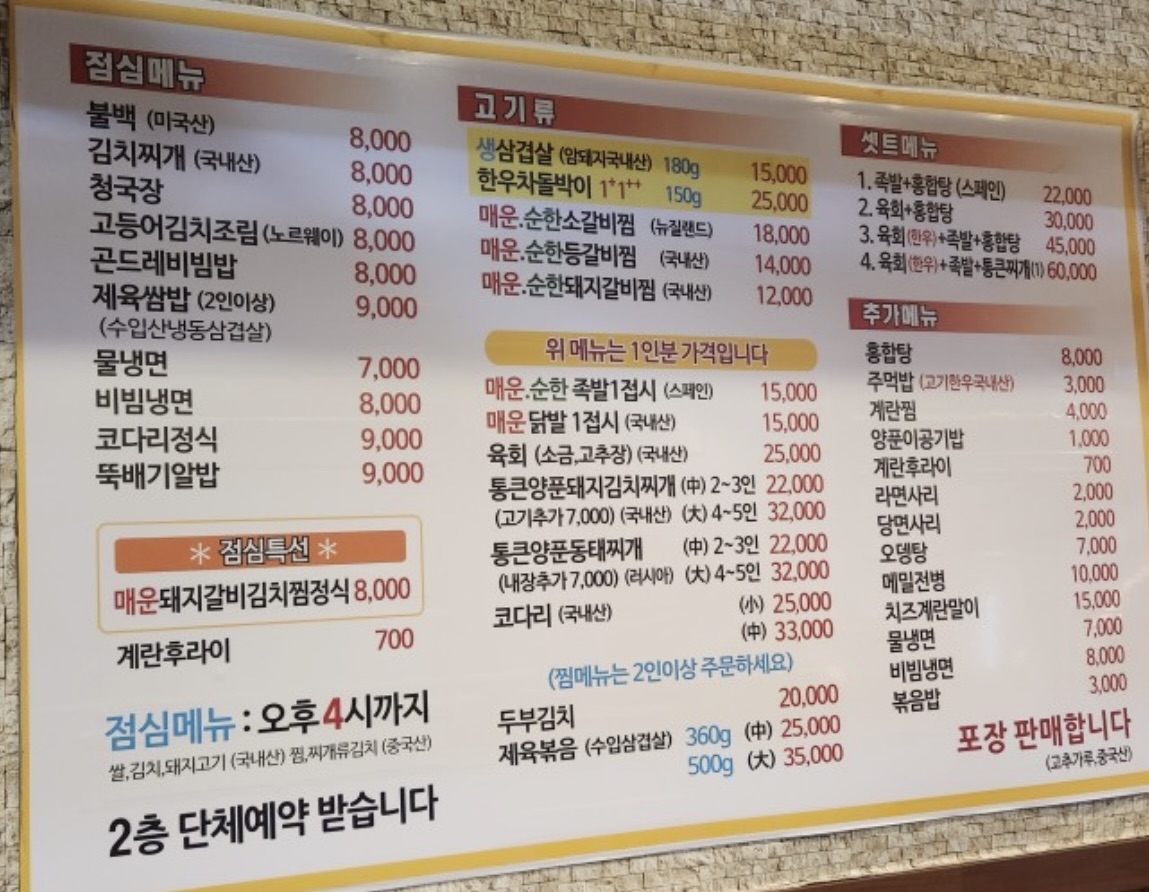 점심메뉴
불백 (미국산) 8,000
김치찌개 (국내산) 8,000
청국장 8,000
고등어김치조림 (노르웨이) 8,000
곤드레비빔밥 8,000
제육쌈밥 (2인이상) 9,000
(수입산냉동삼겹살)
물냉면 7,000
비빔냉면 8,000
코다리정식 9,000
뚝배기알밥 9,000
* 점심특선 *
매운돼지갈비김치찜정식 8,000
계란후라이 700
점심메뉴 : 오후4시까지
쌀,김치,돼지고기 (국내산) 찜,찌개류김치 (중국산)
2층 단체예약 받습니다
고기류
생삼겹살 (암돼지국내산) 180g 15,000
한우차돌박이 1⁺1⁺⁺ 150g 25,000
매운.순한소갈비찜 (뉴질랜드) 18,000
매운.순한등갈비찜 (국내산) 14,000
매운.순한돼지갈비찜 (국내산) 12,000
위 메뉴는 1인분 가격입니다
매운.순한 족발1접시 (스페인) 15,000
매운닭발 1접시 (국내산) 15,000
육회 (소금,고추장) (국내산) 25,000
통큰양푼돼지김치찌개 (中) 2~3인 22,000
(고기추가 7,000) (국내산) (大) 4~5인 32,000
통큰양푼동태찌개 (中) 2~3인 22,000
(내장추가 7,000) (러시아) (大) 4~5인 32,000
코다리 (국내산) (小) 25,000
(中) 33,000
(찜메뉴는 2인이상 주문하세요)
두부김치 20,000
제육볶음 (수입삼겹살) 360g (中) 25,000
500g (大) 35,000
셋트메뉴
1. 족발+홍합탕 (스페인) 22,000
2. 육회+홍합탕 30,000
3. 육회(한우)+족발+홍합탕 45,000
4. 육회(한우)+족발+통큰찌개(1) 60,000
추가메뉴
홍합탕 8,000
주먹밥 (고기한우국내산) 3,000
계란찜 4,000
양푼이공기밥 1,000
계란후라이 700
라면사리 2,000
당면사리 2,000
오뎅탕 7,000
메밀전병 10,000
치즈계란말이 15,000
물냉면 7,000
비빔냉면 8,000
볶음밥 3,000
포장 판매합니다
(고추가루,중국산)